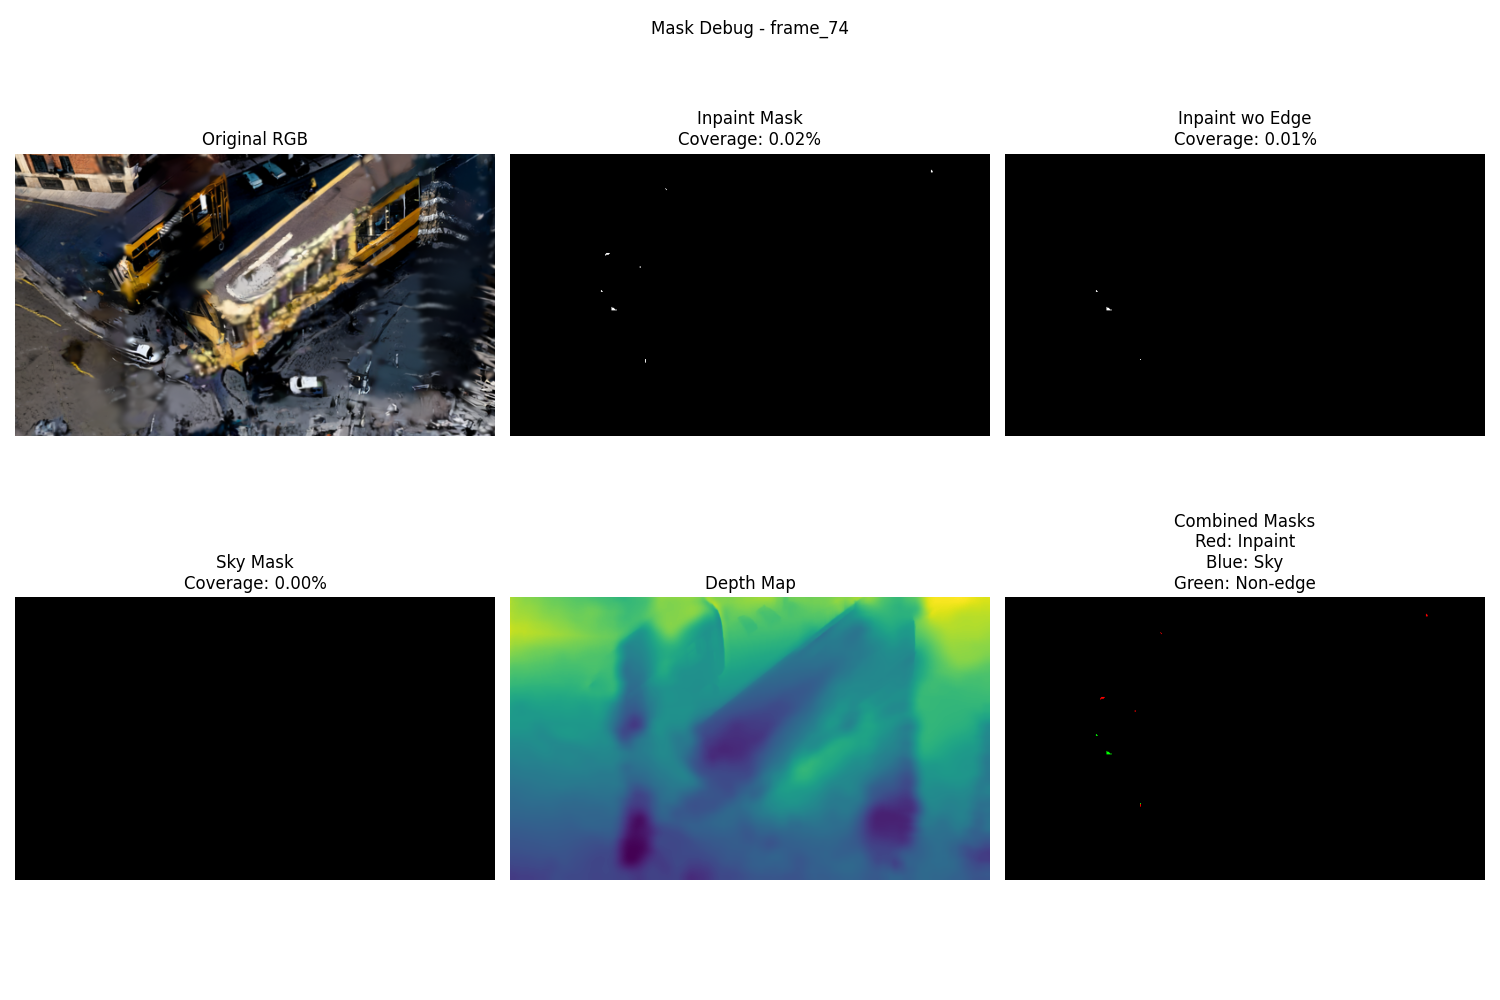 Mask Debug - frame_74
Original RGB
Inpaint Mask
Coverage: 0.02%
Inpaint wo Edge
Coverage: 0.01%
Sky Mask
Coverage: 0.00%
Depth Map
Combined Masks
Red: Inpaint
Blue: Sky
Green: Non-edge